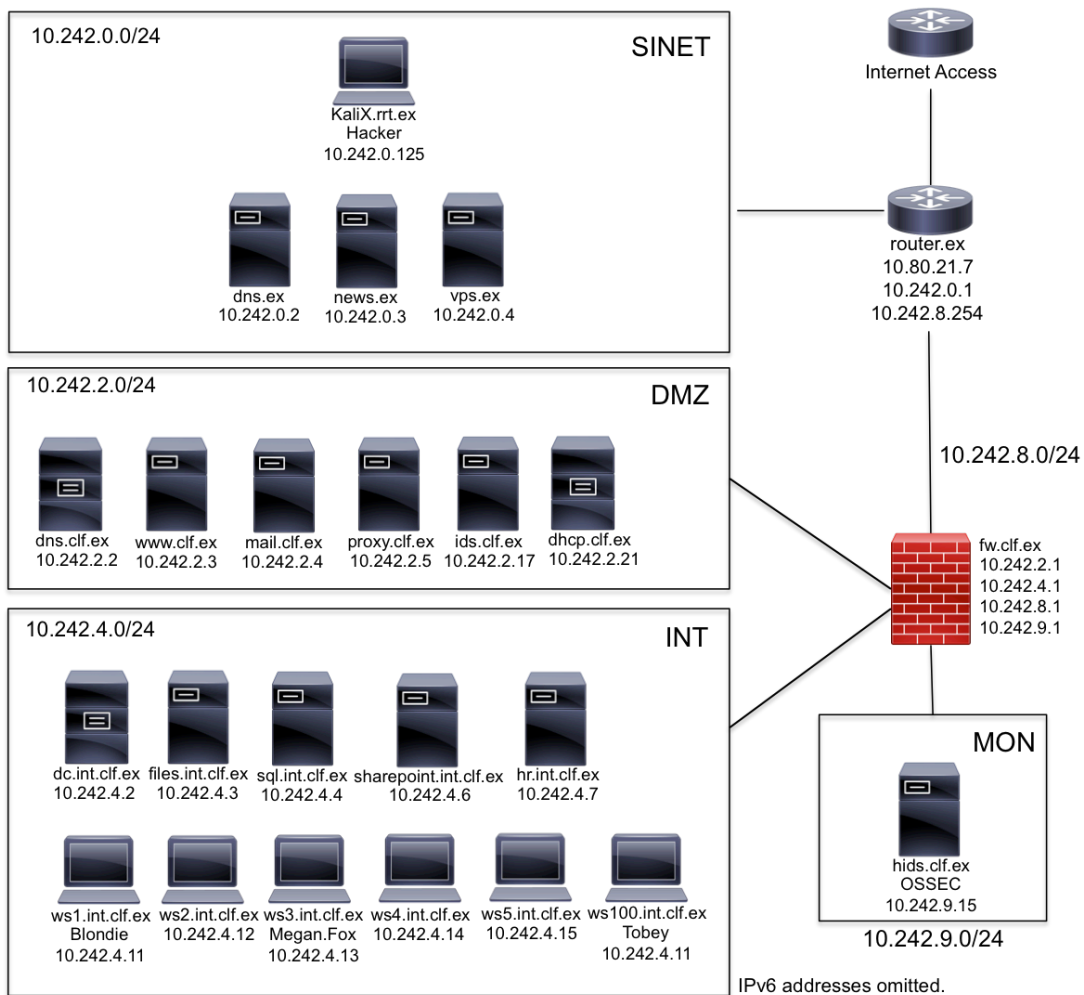 10.242.0.0/24
SINET
KaliX.rrt.ex
Hacker
10.242.0.125
dns.ex
10.242.0.2
news.ex
10.242.0.3
vps.ex
10.242.0.4
Internet Access
router.ex
10.80.21.7
10.242.0.1
10.242.8.254
10.242.2.0/24
DMZ
dns.clf.ex
10.242.2.2
www.clf.ex
10.242.2.3
mail.clf.ex
10.242.2.4
proxy.clf.ex
10.242.2.5
ids.clf.ex
10.242.2.17
dhcp.clf.ex
10.242.2.21
10.242.8.0/24
fw.clf.ex
10.242.2.1
10.242.4.1
10.242.8.1
10.242.9.1
10.242.4.0/24
INT
dc.int.clf.ex
10.242.4.2
files.int.clf.ex
10.242.4.3
sql.int.clf.ex
10.242.4.4
sharepoint.int.clf.ex
10.242.4.6
hr.int.clf.ex
10.242.4.7
ws1.int.clf.ex
Blondie
10.242.4.11
ws2.int.clf.ex
10.242.4.12
ws3.int.clf.ex
Megan.Fox
10.242.4.13
ws4.int.clf.ex
10.242.4.14
ws5.int.clf.ex
10.242.4.15
ws100.int.clf.ex
Tobey
10.242.4.11
MON
hids.clf.ex
OSSEC
10.242.9.15
10.242.9.0/24
IPv6 addresses omitted.